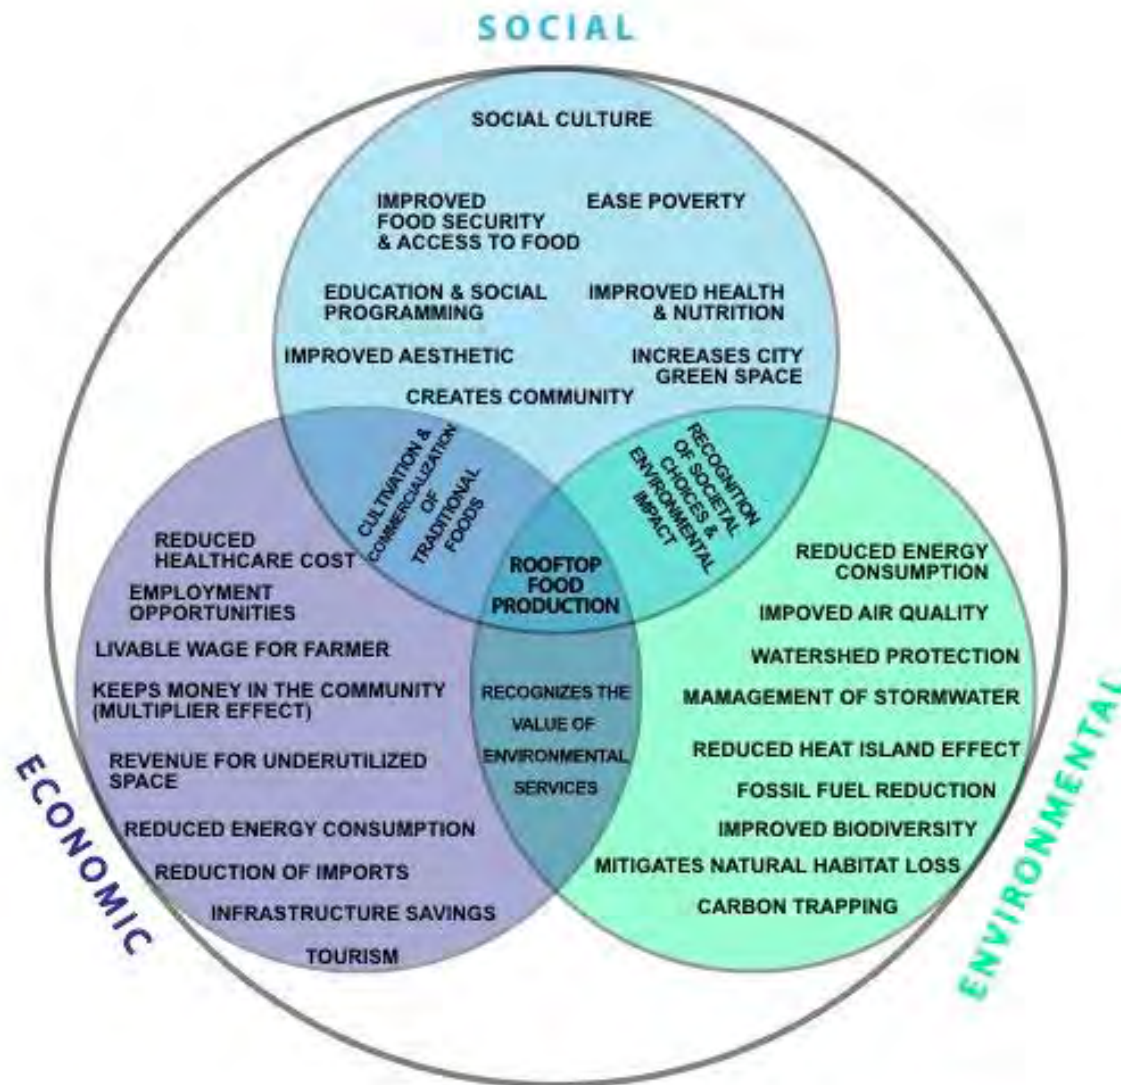 SOCIAL
SOCIAL CULTURE
IMPROVED
FOOD SECURITY
& ACCESS TO FOOD
EASE POVERTY
EDUCATION & SOCIAL
PROGRAMMING
IMPROVED HEALTH
& NUTRITION
IMPROVED AESTHETIC
INCREASES CITY
GREEN SPACE
CREATES COMMUNITY
CULTIVATION &
COMMERCIALIZATION
OF
TRADITIONAL
FOODS
RECOGNITION
OF SOCIETAL
CHOICES &
ENVIRONMENTAL
IMPACT
ROOFTOP
FOOD
PRODUCTION
RECOGNIZES THE
VALUE OF
ENVIRONMENTAL
SERVICES
ECONOMIC
REDUCED
HEALTHCARE COST
EMPLOYMENT
OPPORTUNITIES
LIVABLE WAGE FOR FARMER
KEEPS MONEY IN THE COMMUNITY
(MULTIPLIER EFFECT)
REVENUE FOR UNDERUTILIZED
SPACE
REDUCED ENERGY CONSUMPTION
REDUCTION OF IMPORTS
INFRASTRUCTURE SAVINGS
TOURISM
ENVIRONMENTAL
REDUCED ENERGY
CONSUMPTION
IMPOVED AIR QUALITY
WATERSHED PROTECTION
MAMAGEMENT OF STORMWATER
REDUCED HEAT ISLAND EFFECT
FOSSIL FUEL REDUCTION
IMPROVED BIODIVERSITY
MITIGATES NATURAL HABITAT LOSS
CARBON TRAPPING